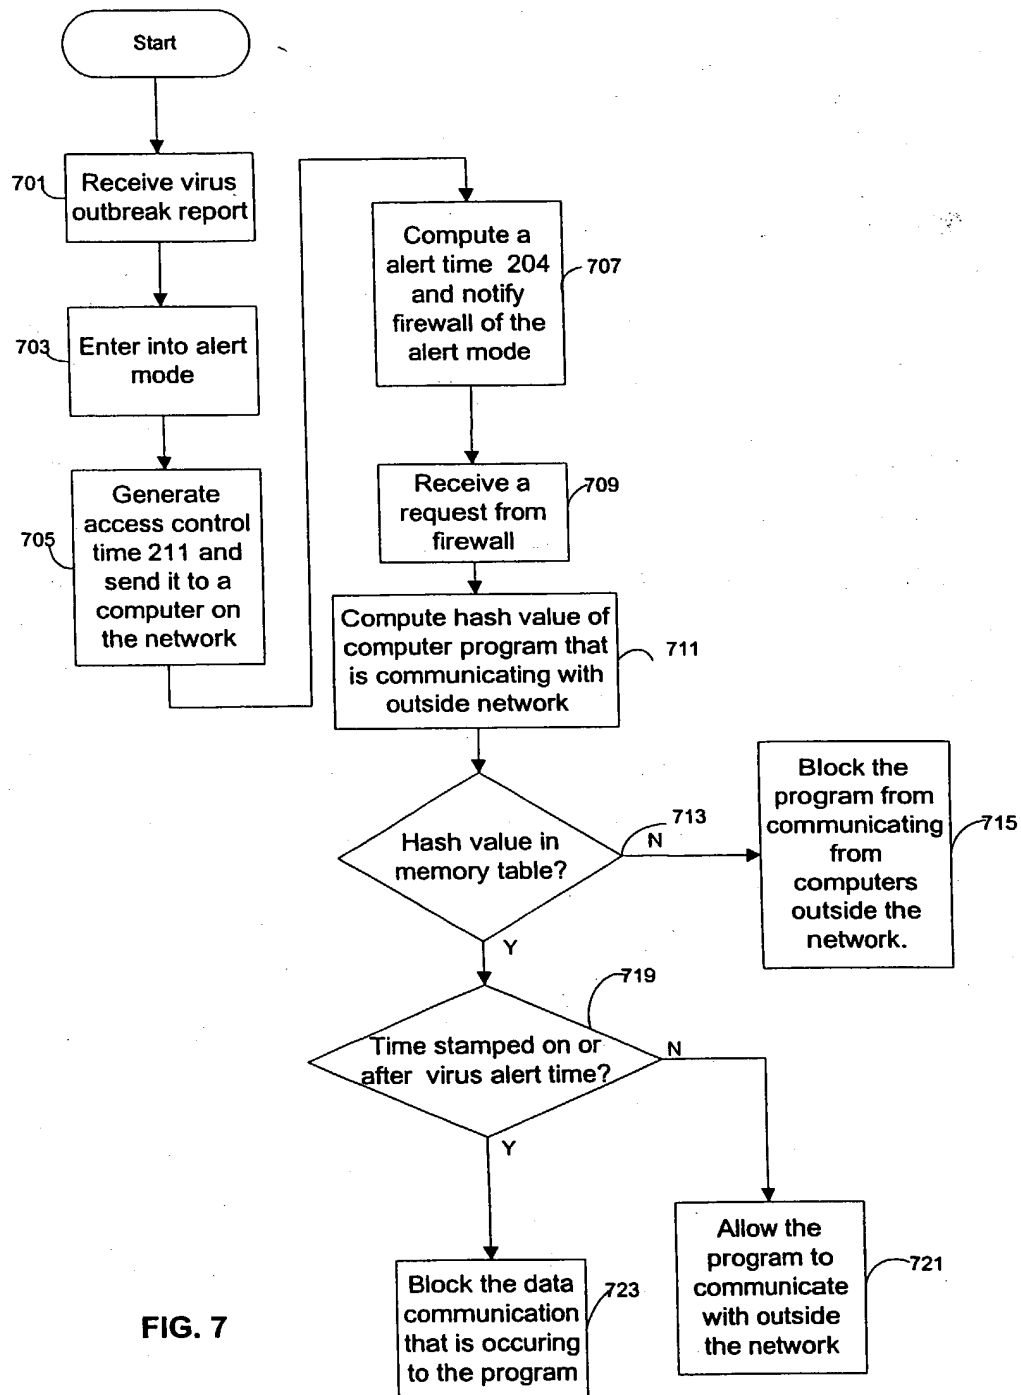 Start
701
Receive virus
outbreak report
703
Enter into alert
mode
705
Generate
access control
time 211 and
send it to a
computer on
the network
Compute a
alert time 204
and notify
firewall of the
alert mode
707
Receive a
request from
firewall
709
Compute hash value of
computer program that
is communicating with
outside network
711
Hash value in
memory table?
713
N
Block the
program from
communicating
from
computers
outside the
network.
715
Y
719
Time stamped on or
after virus alert time?
N
Y
Allow the
program to
communicate
with outside
the network
721
Block the data
communication
that is occuring
to the program
723
FIG. 7